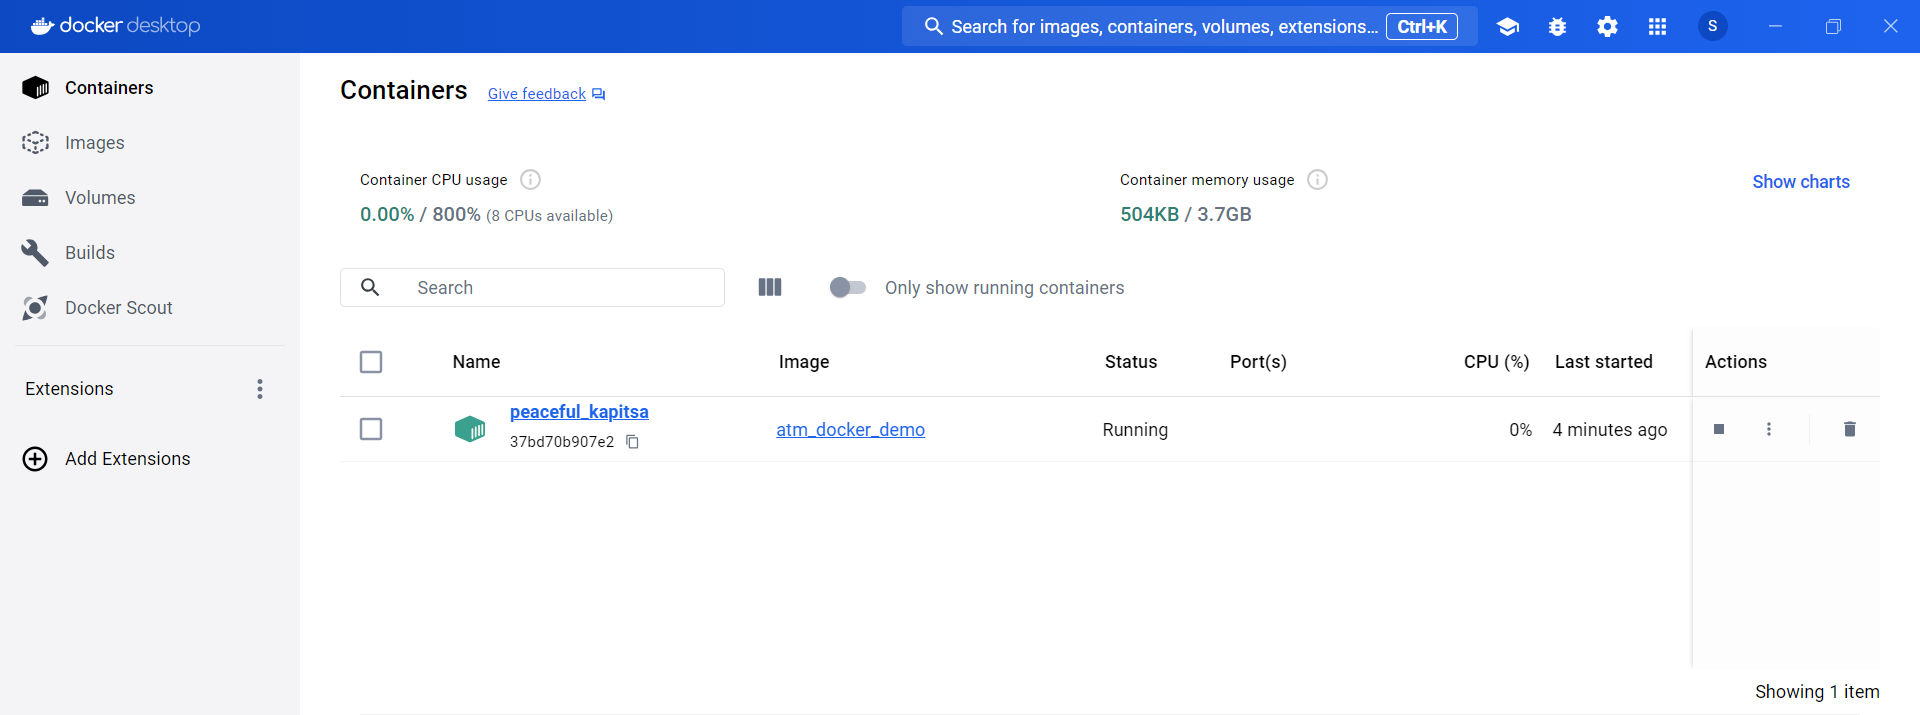 docker desktop
Search for images, containers, volumes, extensions... Ctrl+K
S
Containers
Images
Volumes
Builds
Docker Scout
Extensions
Add Extensions
Containers Give feedback
Container CPU usage
0.00% / 800% (8 CPUs available)
Container memory usage
504KB / 3.7GB
Show charts
Search
Only show running containers
Name Image Status Port(s) CPU (%) Last started Actions
peaceful_kapitsa
37bd70b907e2
atm_docker_demo Running 0% 4 minutes ago
Showing 1 item